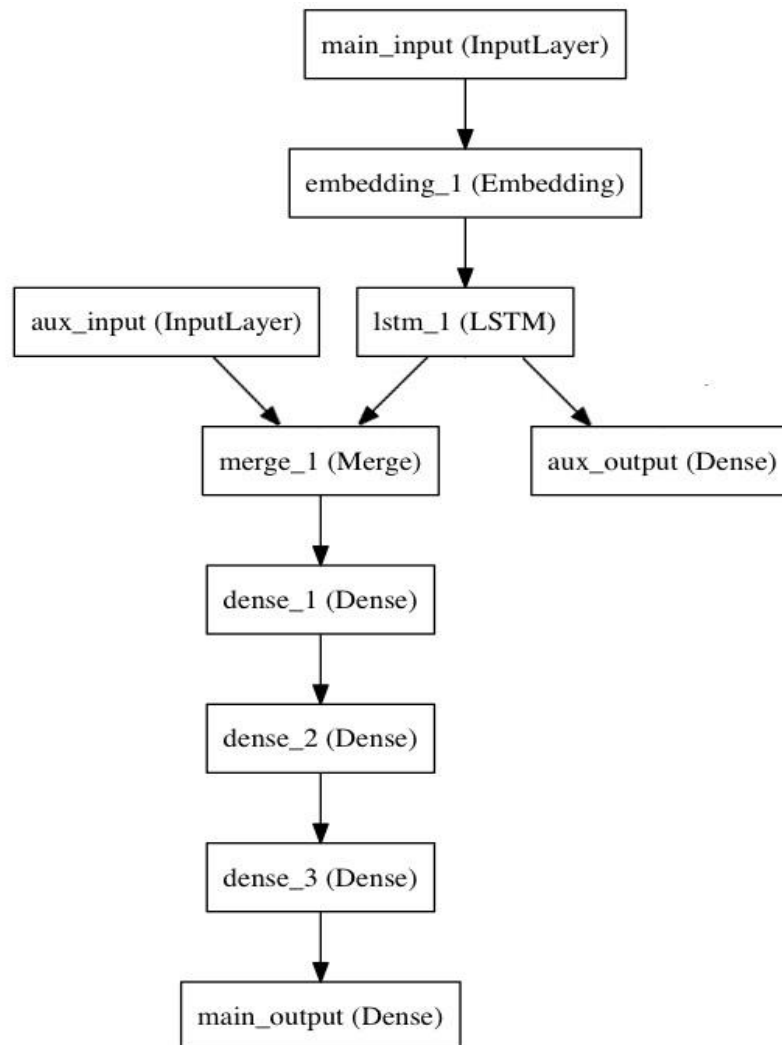 main_input (InputLayer)
embedding_1 (Embedding)
aux_input (InputLayer)
lstm_1 (LSTM)
merge_1 (Merge)
aux_output (Dense)
dense_1 (Dense)
dense_2 (Dense)
dense_3 (Dense)
main_output (Dense)